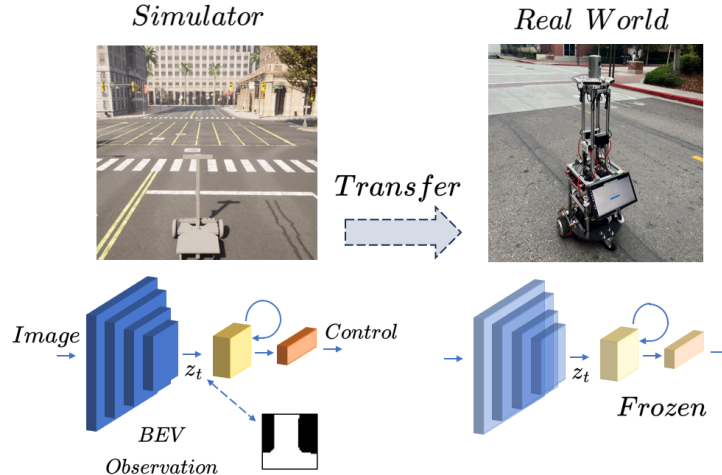 Simulator
Real World
Transfer
Image
Control
z_t
z_t
BEV
Observation
Frozen